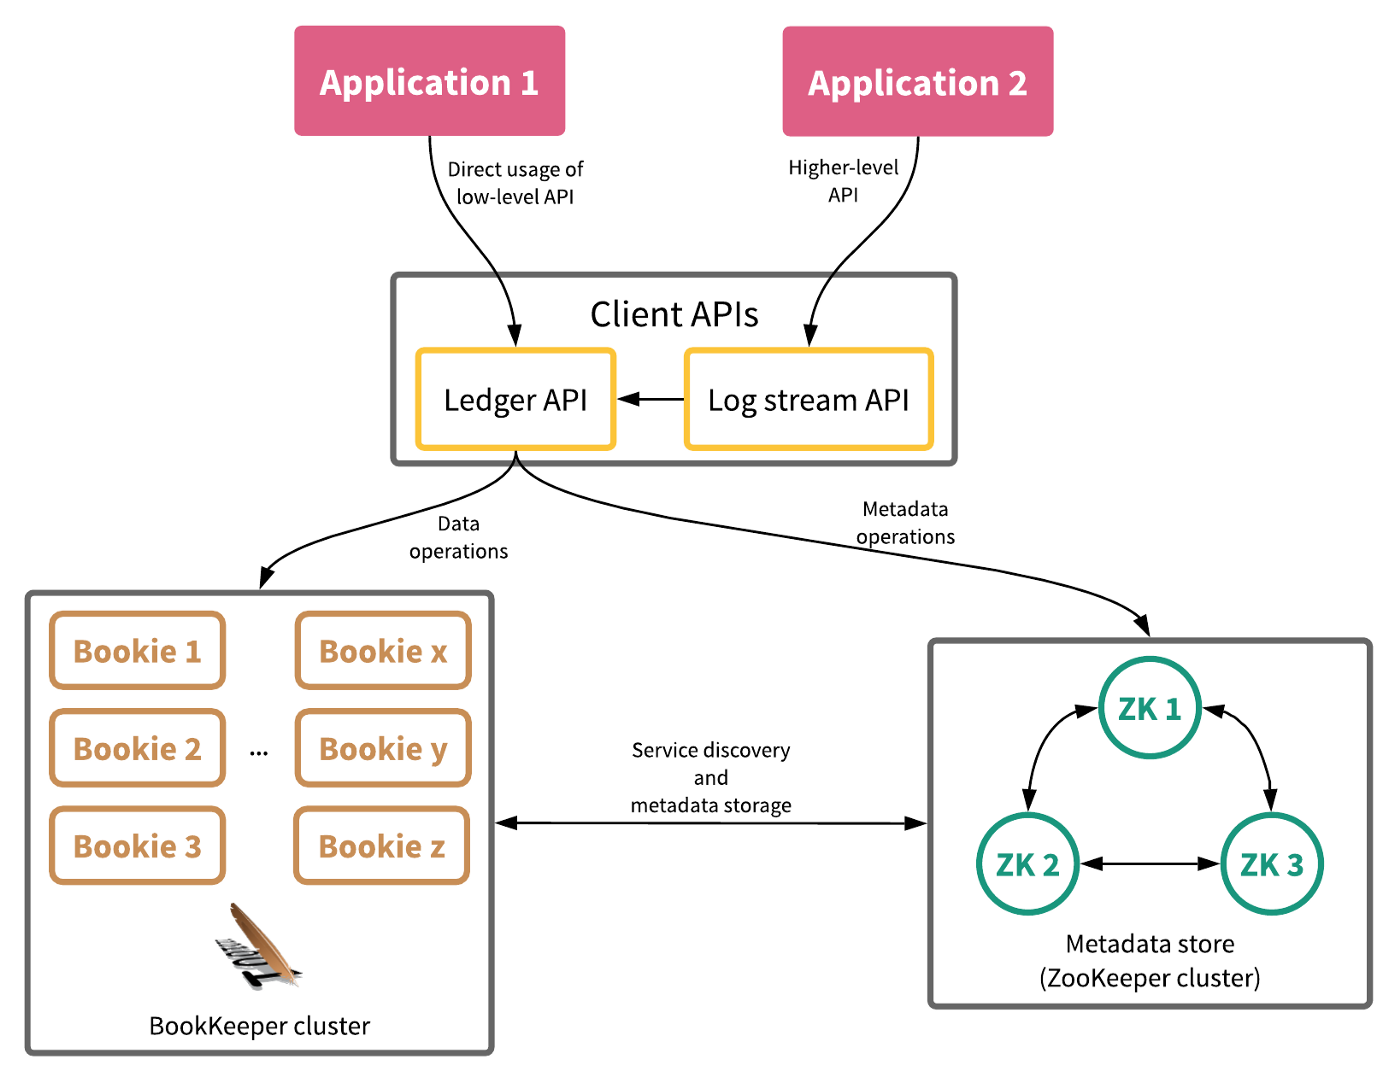 Application 1
Application 2
Direct usage of
low-level API
Higher-level
API
Client APIs
Ledger API
Log stream API
Data
operations
Metadata
operations
Bookie 1
Bookie x
Bookie 2
...
Bookie y
Bookie 3
Bookie z
BookKeeper cluster
Service discovery
and
metadata storage
ZK 1
ZK 2
ZK 3
Metadata store
(ZooKeeper cluster)